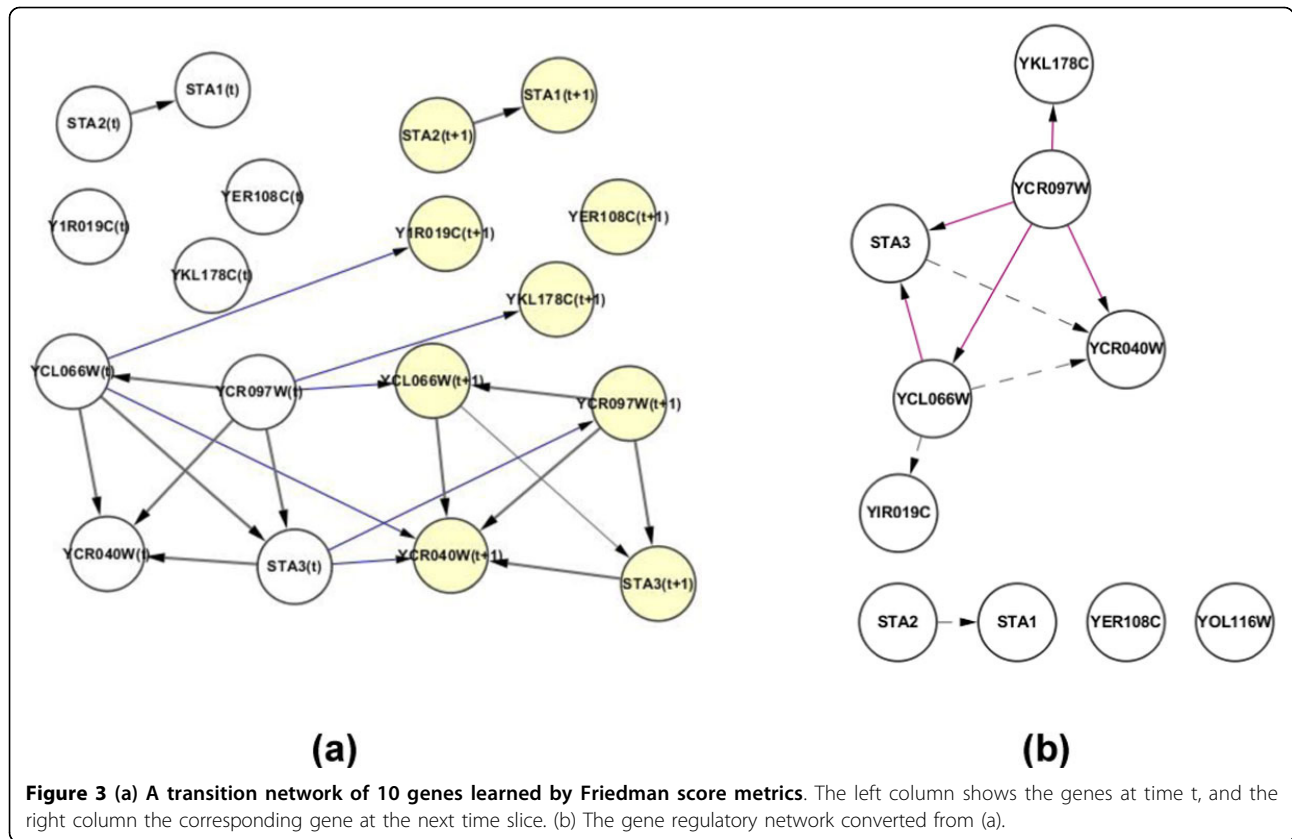 STA1(t)
STA2(t)
STA1(t+1)
STA2(t+1)
YER108C(t)
Y1R019C(t)
YKL178C(t)
Y1R019C(t+1)
YER108C(t+1)
YKL178C(t+1)
YCL066W(t)
YCR097W(t)
YCL066W(t+1)
YCR097W(t+1)
YCR040W(t)
STA3(t)
YCR040W(t+1)
STA3(t+1)
(a)
YKL178C
YCR097W
STA3
YCR040W
YCL066W
YIR019C
STA2
STA1
YER108C
YOL116W
(b)
Figure 3 (a) A transition network of 10 genes learned by Friedman score metrics. The left column shows the genes at time t, and the
right column the corresponding gene at the next time slice. (b) The gene regulatory network converted from (a).